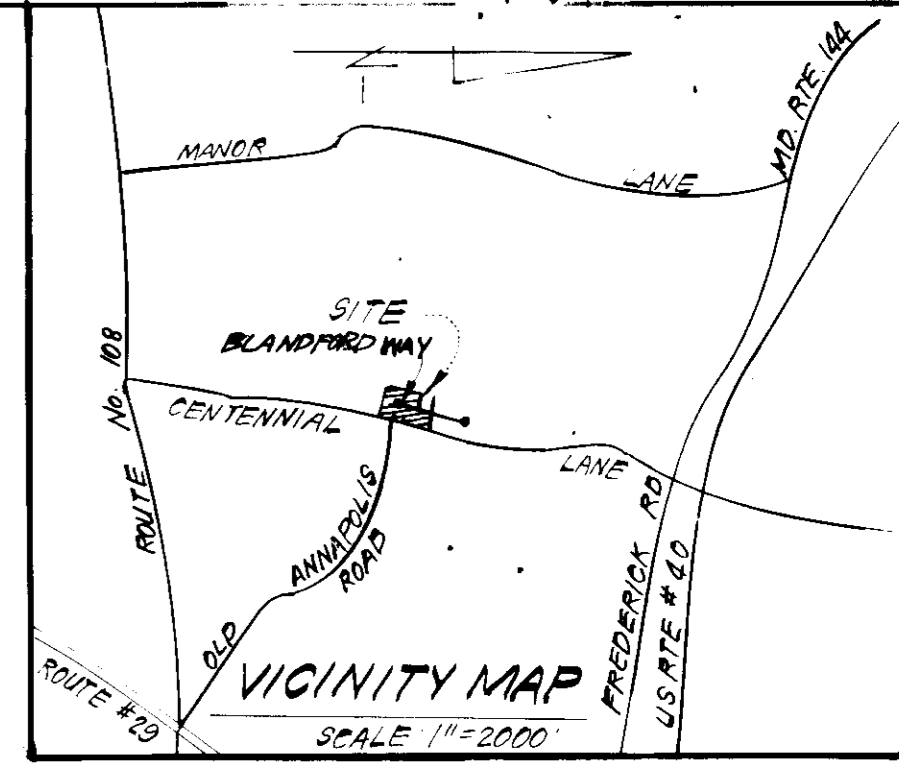 MD. RTE. 144
MANOR
LANE
SITE
BLANDFORD WAY
ROUTE No. 108
CENTENNIAL
LANE
ANNAPOLIS
ROAD
OLD
FREDERICK RD
US RTE # 40
ROUTE #29
VICINITY MAP
SCALE 1"=2000'